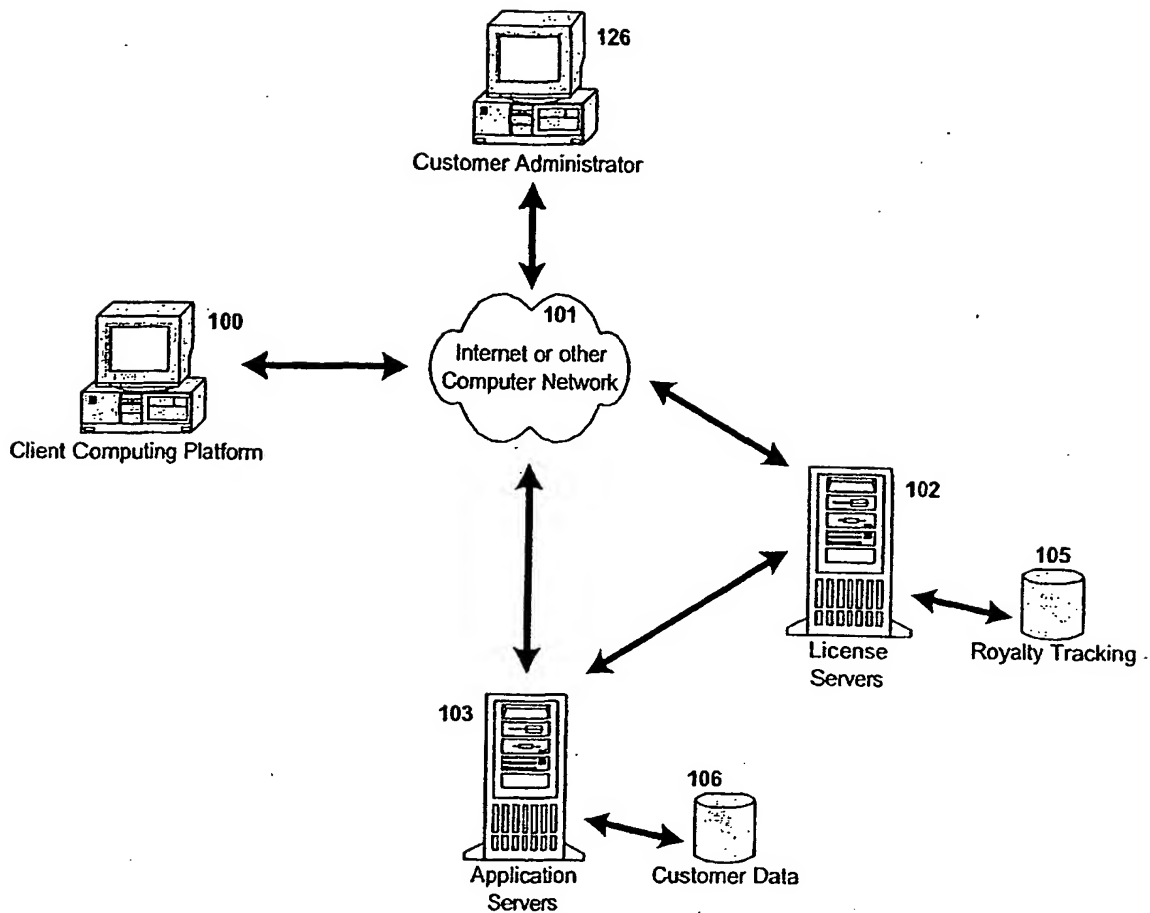 126
Customer Administrator
100
Client Computing Platform
101
Internet or other
Computer Network
102
License
Servers
105
Royalty Tracking
103
Application
Servers
106
Customer Data